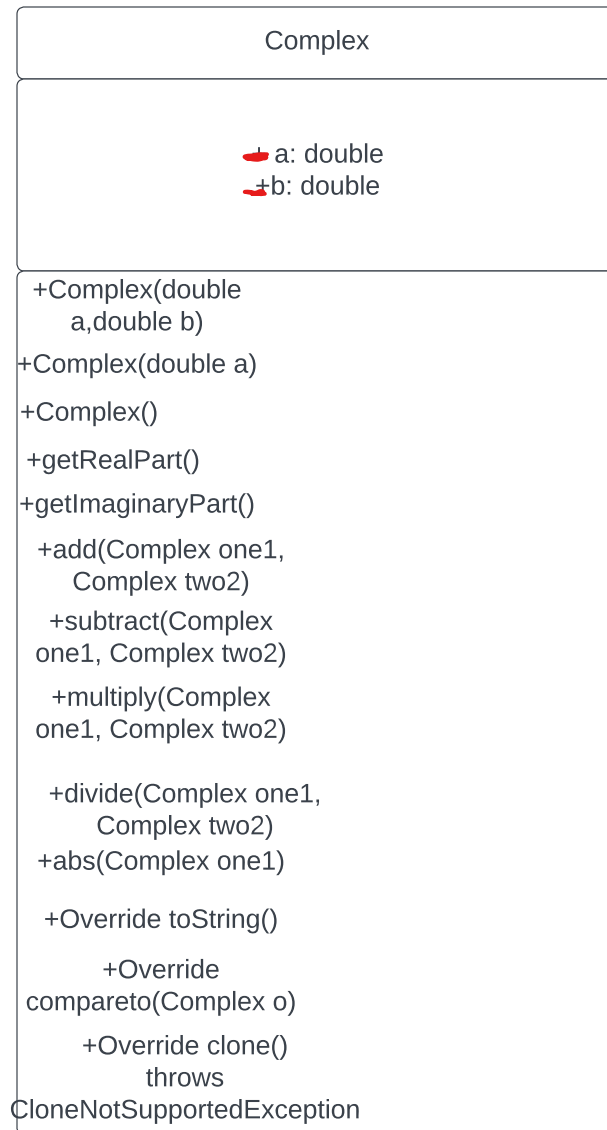 Complex
+ a: double
+b: double
+Complex(double
a,double b)
+Complex(double a)
+Complex()
+getRealPart()
+getImaginaryPart()
+add(Complex one1,
Complex two2)
+subtract(Complex
one1, Complex two2)
+multiply(Complex
one1, Complex two2)
+divide(Complex one1,
Complex two2)
+abs(Complex one1)
+Override toString()
+Override
compareto(Complex o)
+Override clone()
throws
CloneNotSupportedException